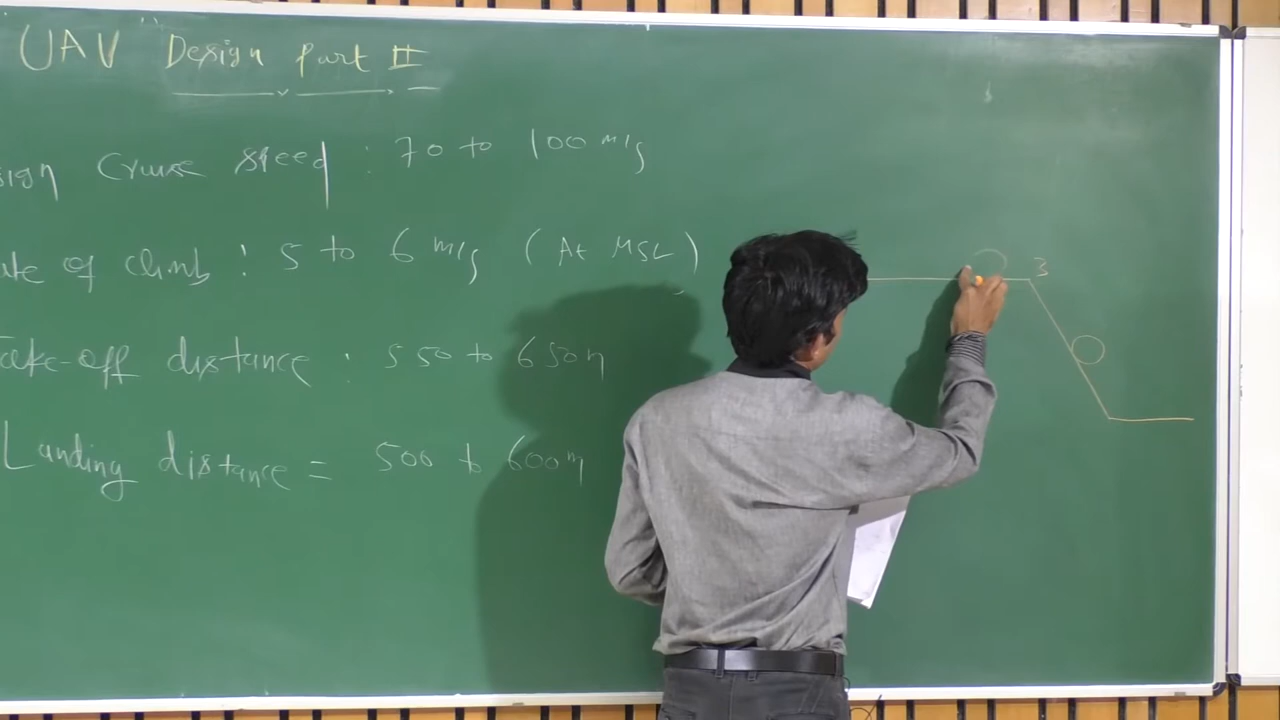 UAV Design Part II
sign Cruise speed : 70 to 100 m/s
ate of climb : 5 to 6 m/s (At MSL)
Take-off distance : 550 to 650m
Landing distance = 500 to 600m
3